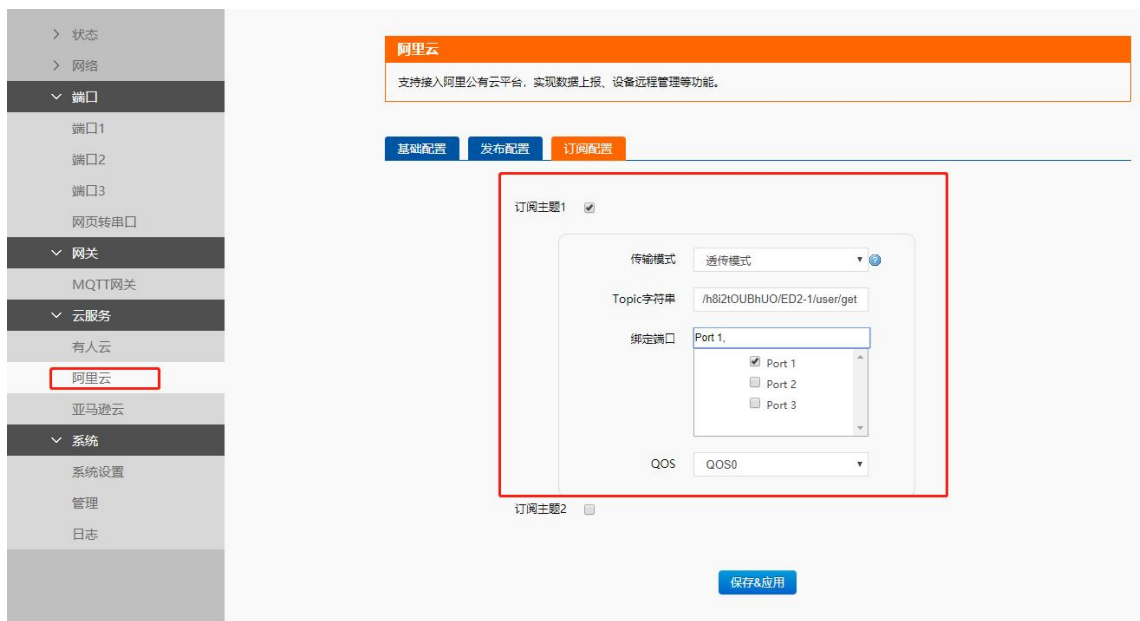 状态
网络
端口
端口1
端口2
端口3
网页转串口
网关
MQTT网关
云服务
有人云
阿里云
亚马逊云
系统
系统设置
管理
日志
阿里云
支持接入阿里公有云平台，实现数据上报、设备远程管理等功能。
基础配置 发布配置 订阅配置
订阅主题1
传输模式 透传模式
Topic字符串 /h8i2tOUBhUO/ED2-1/user/get
绑定端口 Port 1,
Port 1
Port 2
Port 3
QOS QOS0
订阅主题2
保存&应用